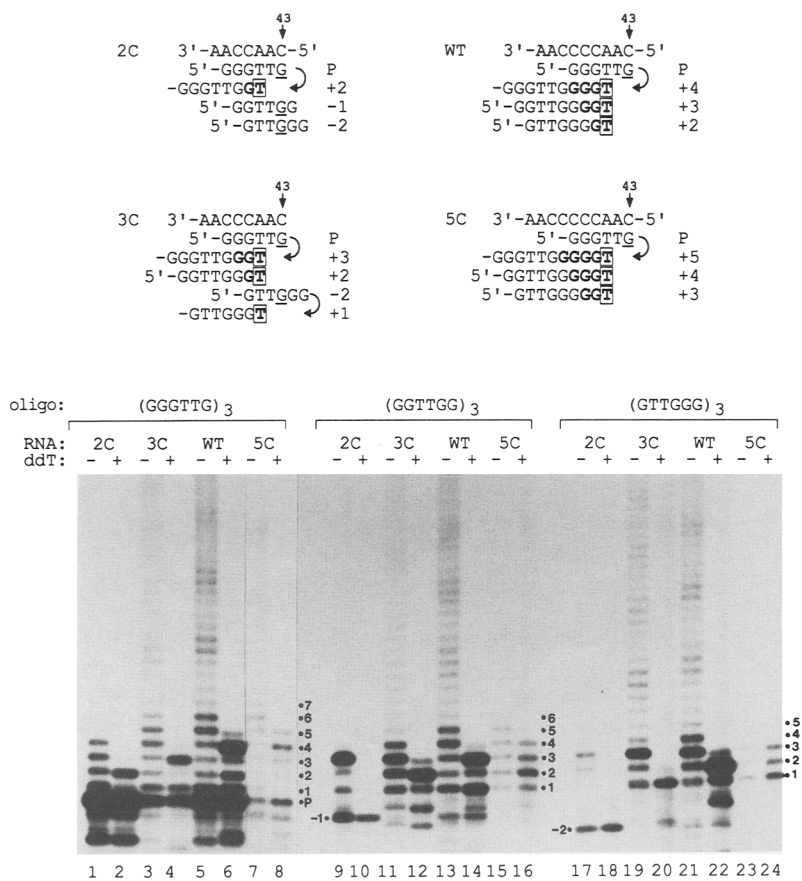 43
2C 3'-AACCAAC-5'
5'-GGGTTG P
-GGGTTGGT +2
5'-GGTTGG -1
5'-GTTGGG -2
43
WT 3'-AACCCCAAC-5'
5'-GGGTTG P
-GGGTTGGGGT +4
5'-GGTTGGGGT +3
5'-GTTGGGGT +2
43
3C 3'-AACCCAAC
5'-GGGTTG P
-GGGTTGGGT +3
5'-GGTTGGGT +2
5'-GTTGGG -2
-GTTGGGT +1
43
5C 3'-AACCCCCAAC-5'
5'-GGGTTG P
-GGGTTGGGGGT +5
5'-GGTTGGGGGT +4
5'-GTTGGGGGT +3
oligo: (GGGTTG)3 (GGTTGG)3 (GTTGGG)3
RNA: 2C 3C WT 5C 2C 3C WT 5C 2C 3C WT 5C
ddT: - + - + - + - + - + - + - + - + - + - + - + - +
•7
•6
•5
•4
•3
•2
•1
•P
•6
•5
•4
•3
•2
•1
-1•
•5
•4
•3
•2
•1
-2•
1 2 3 4 5 6 7 8 9 10 11 12 13 14 15 16 17 18 19 20 21 22 23 24